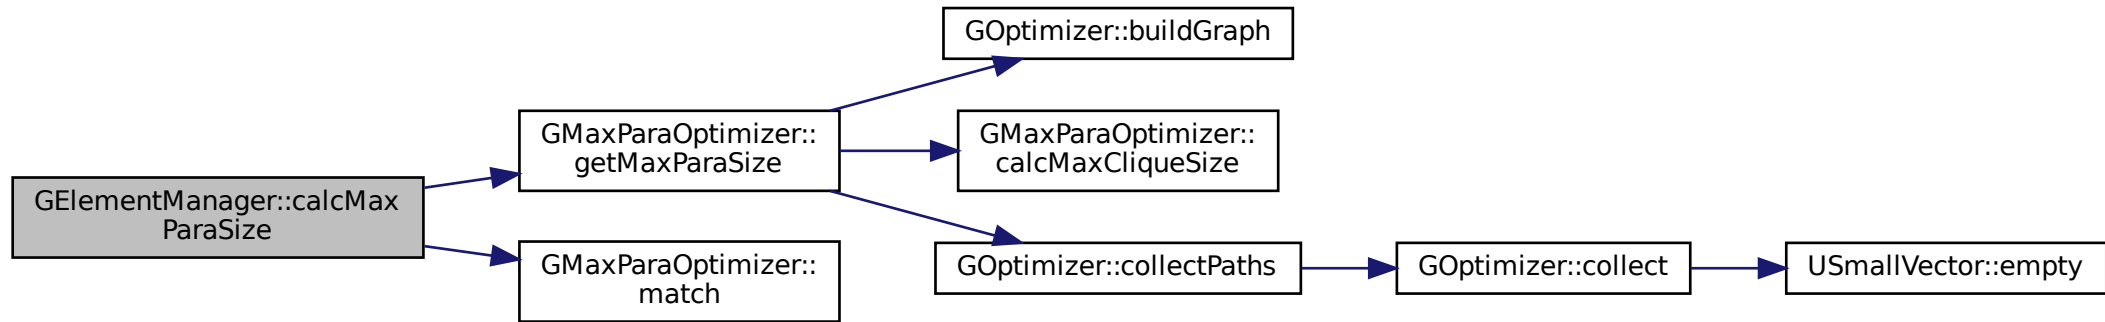 GElementManager::calcMax
ParaSize
GMaxParaOptimizer::
getMaxParaSize
GMaxParaOptimizer::
match
GOptimizer::buildGraph
GMaxParaOptimizer::
calcMaxCliqueSize
GOptimizer::collectPaths
GOptimizer::collect
USmallVector::empty